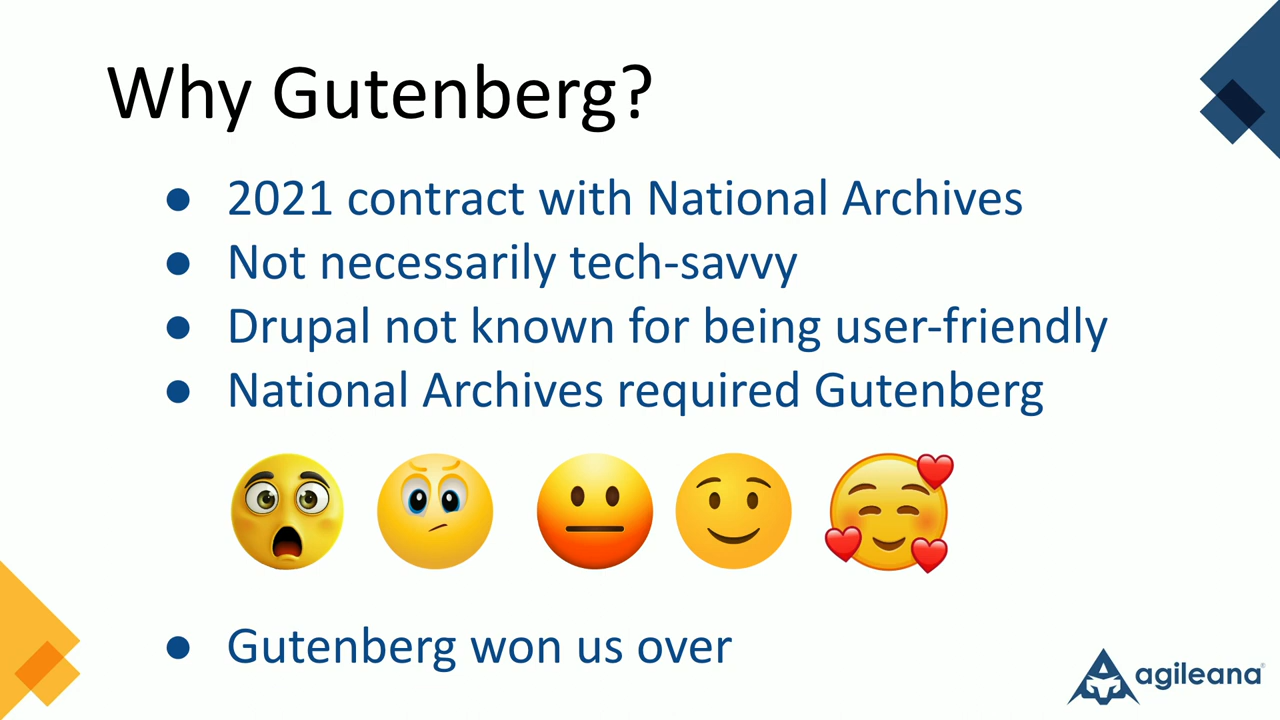 Why Gutenberg?
● 2021 contract with National Archives
● Not necessarily tech-savvy
● Drupal not known for being user-friendly
● National Archives required Gutenberg
● Gutenberg won us over
agileana®